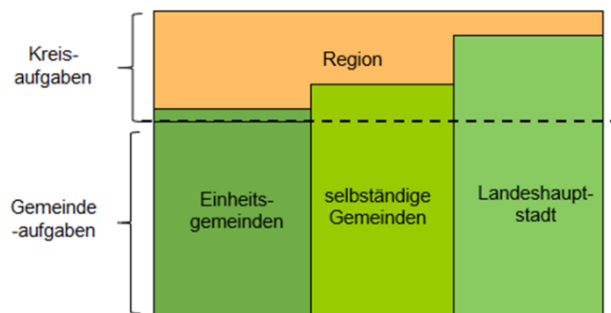 Kreis-
aufgaben
Region
Gemeinde
-aufgaben
Einheits-
gemeinden
selbständige
Gemeinden
Landeshaupt-
stadt